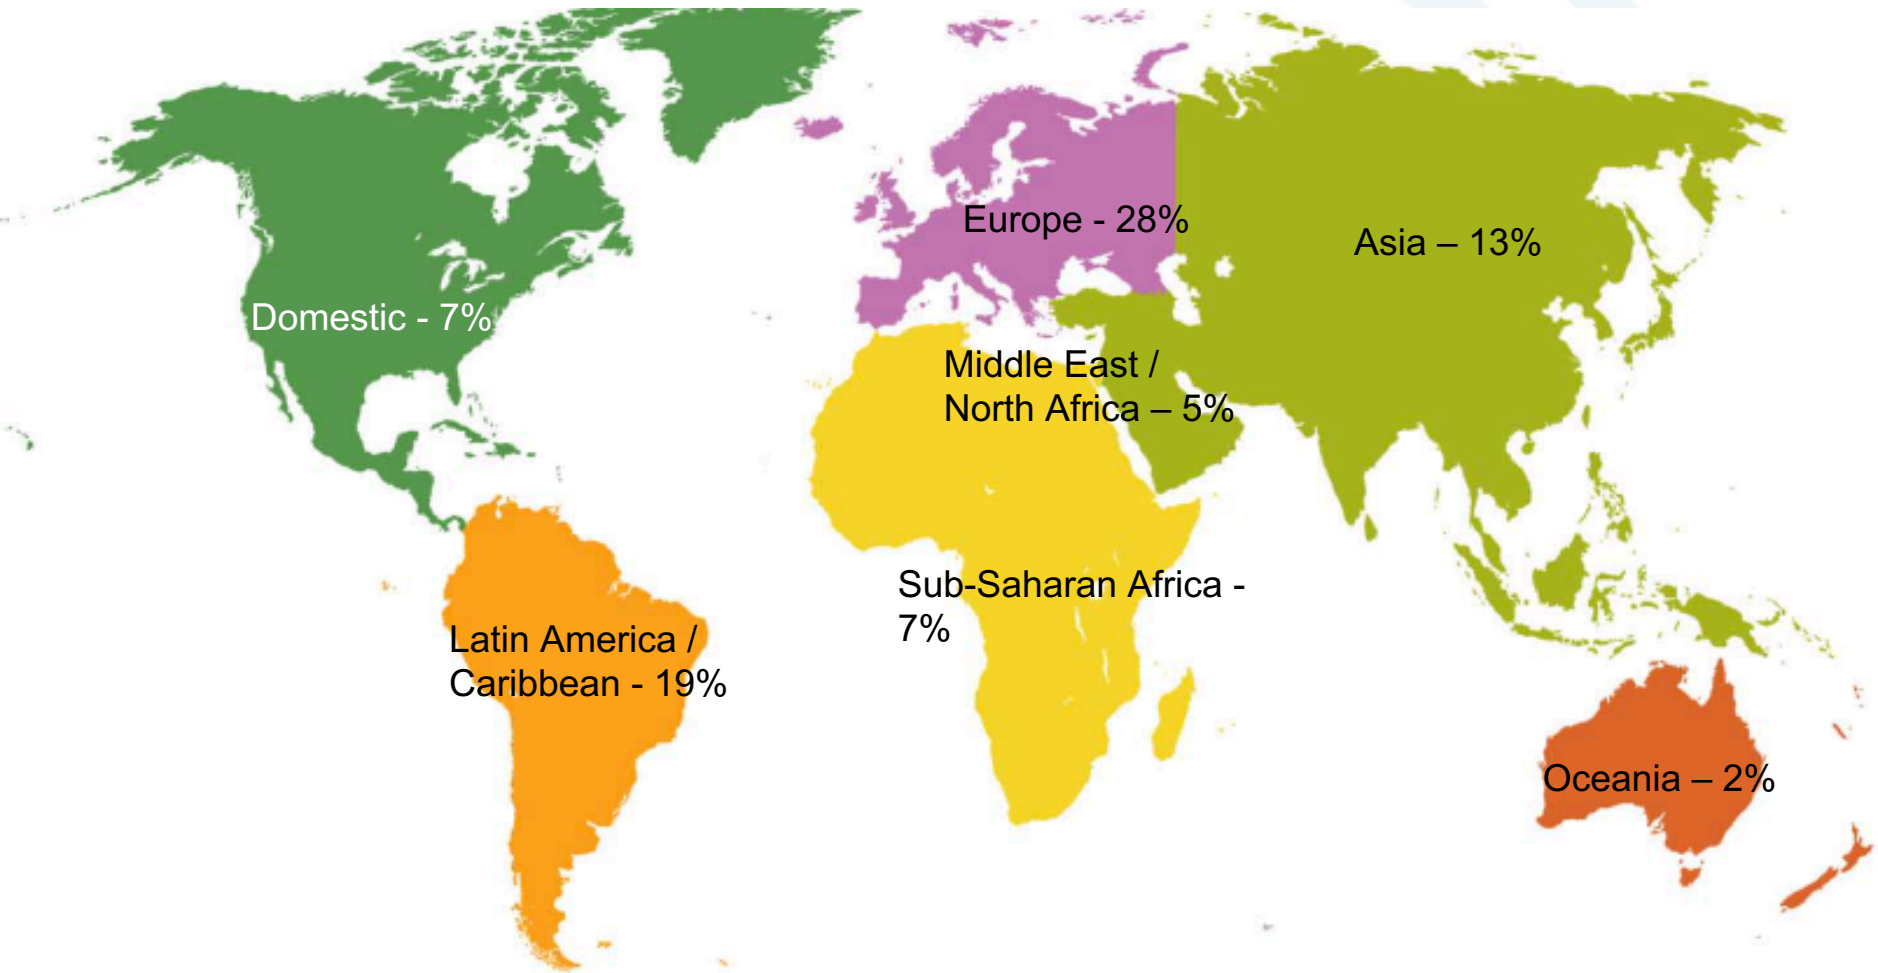 Europe - 28%
Asia – 13%
Domestic - 7%
Middle East /
North Africa – 5%
Sub-Saharan Africa -
7%
Latin America /
Caribbean - 19%
Oceania – 2%